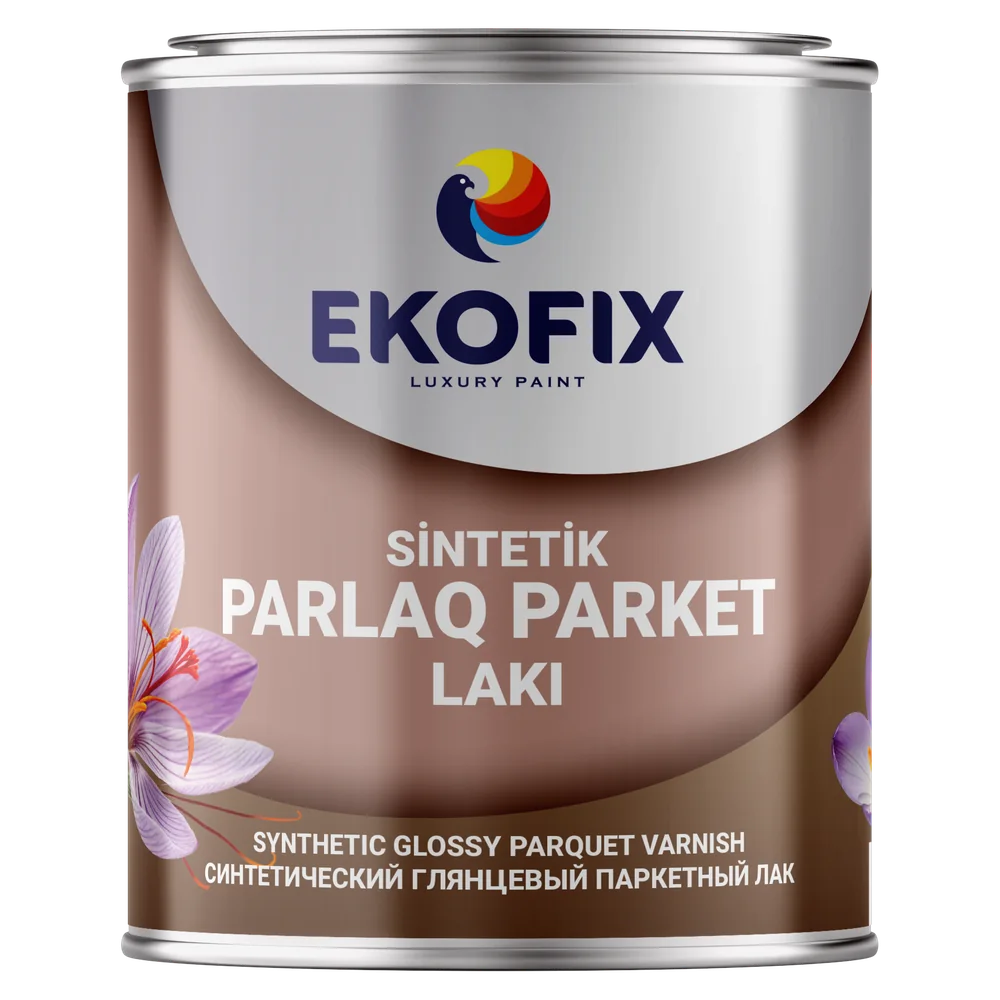 EKOFIX
LUXURY PAINT
SİNTETİK
PARLAQ PARKET
LAKI
SYNTHETIC GLOSSY PARQUET VARNISH
СИНТЕТИЧЕСКИЙ ГЛЯНЦЕВЫЙ ПАРКЕТНЫЙ ЛАК